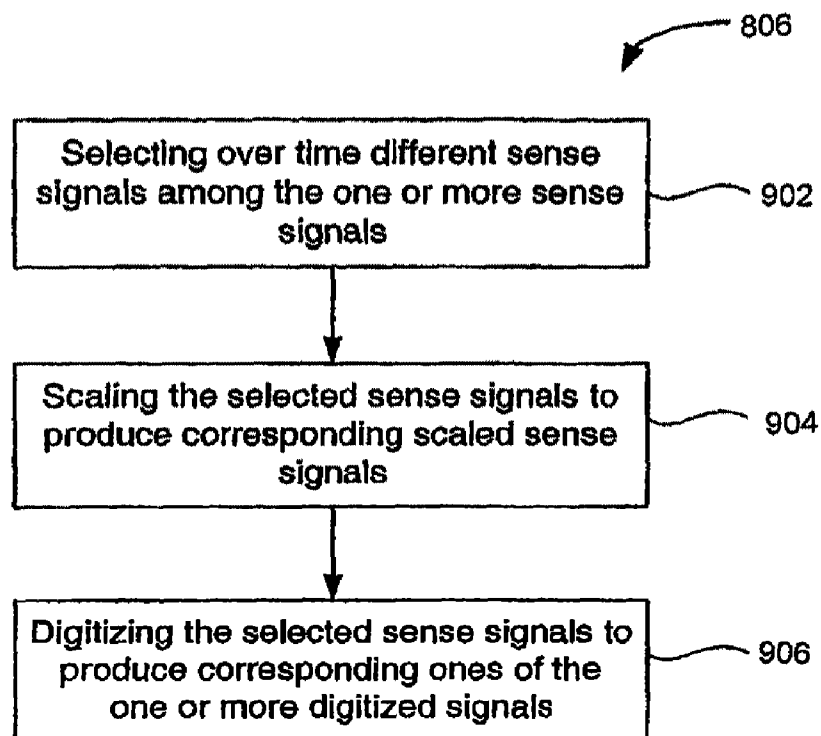 806
Selecting over time different sense
signals among the one or more sense
signals
902
Scaling the selected sense signals to
produce corresponding scaled sense
signals
904
Digitizing the selected sense signals to
produce corresponding ones of the
one or more digitized signals
906